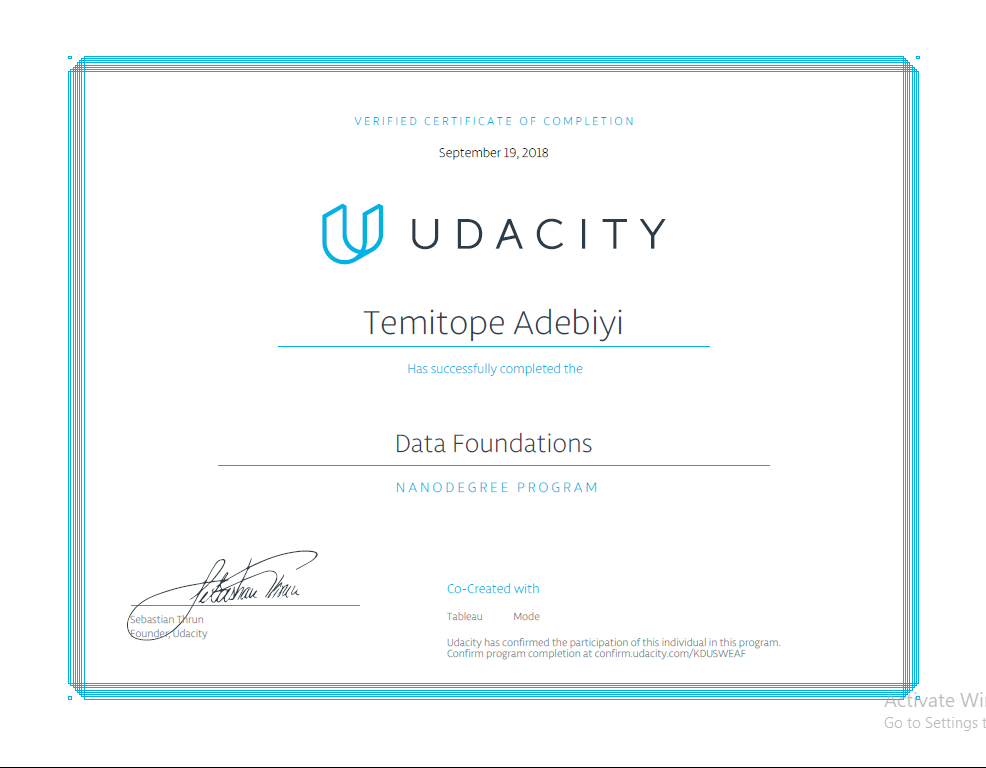 VERIFIED CERTIFICATE OF COMPLETION
September 19, 2018
UDACITY
Temitope Adebiyi
Has successfully completed the
Data Foundations
NANODEGREE PROGRAM
Sebastian Thrun
Sebastian Thrun
Founder, Udacity
Co-Created with
Tableau Mode
Udacity has confirmed the participation of this individual in this program.
Confirm program completion at confirm.udacity.com/KDUSWEAF
Activate Wi
Go to Settings t